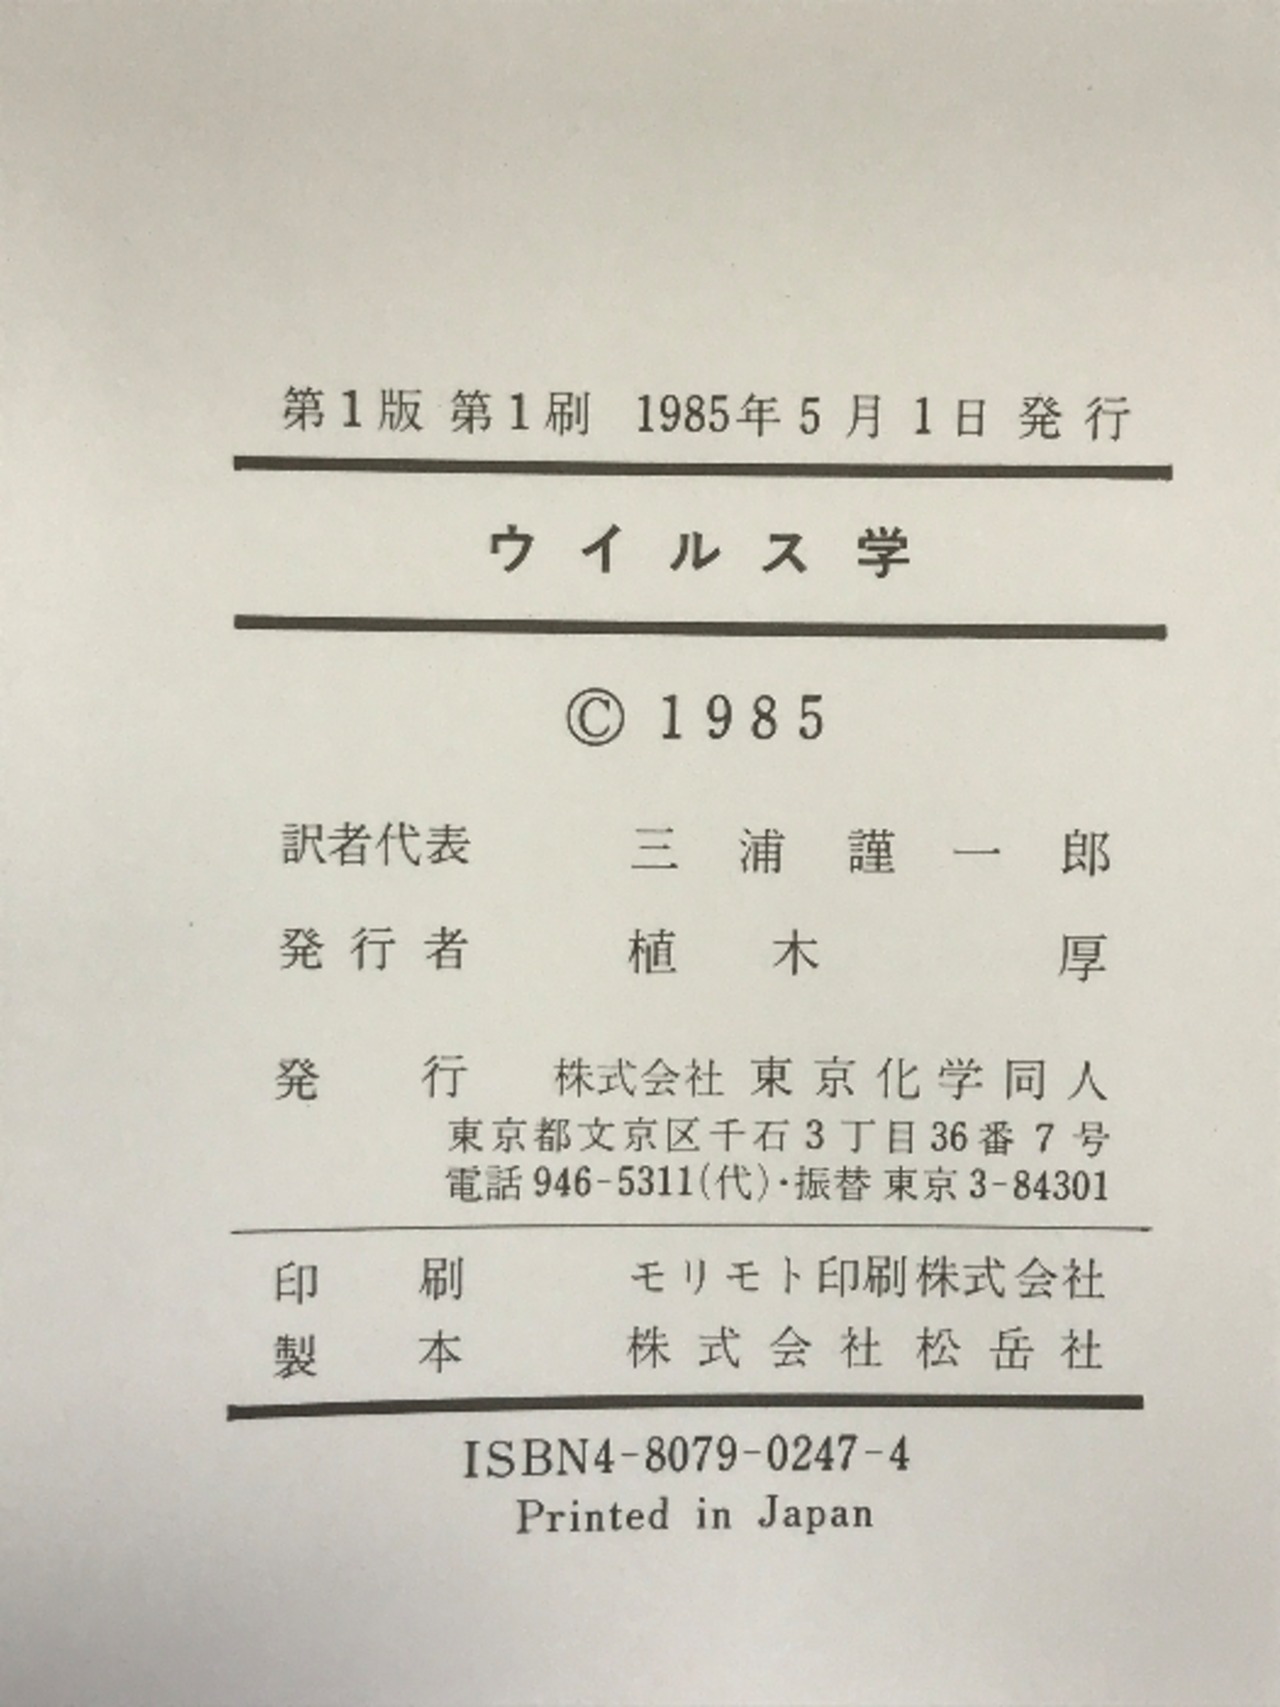 第1版 第1刷 1985年5月1日 発行
ウイルス学
© 1985
訳者代表 三浦謹一郎
発行者 植木厚
発行 株式会社東京化学同人
東京都文京区千石3丁目36番7号
電話 946-5311(代)・振替 東京 3-84301
印刷 モリモト印刷株式会社
製本 株式会社松岳社
ISBN4-8079-0247-4
Printed in Japan